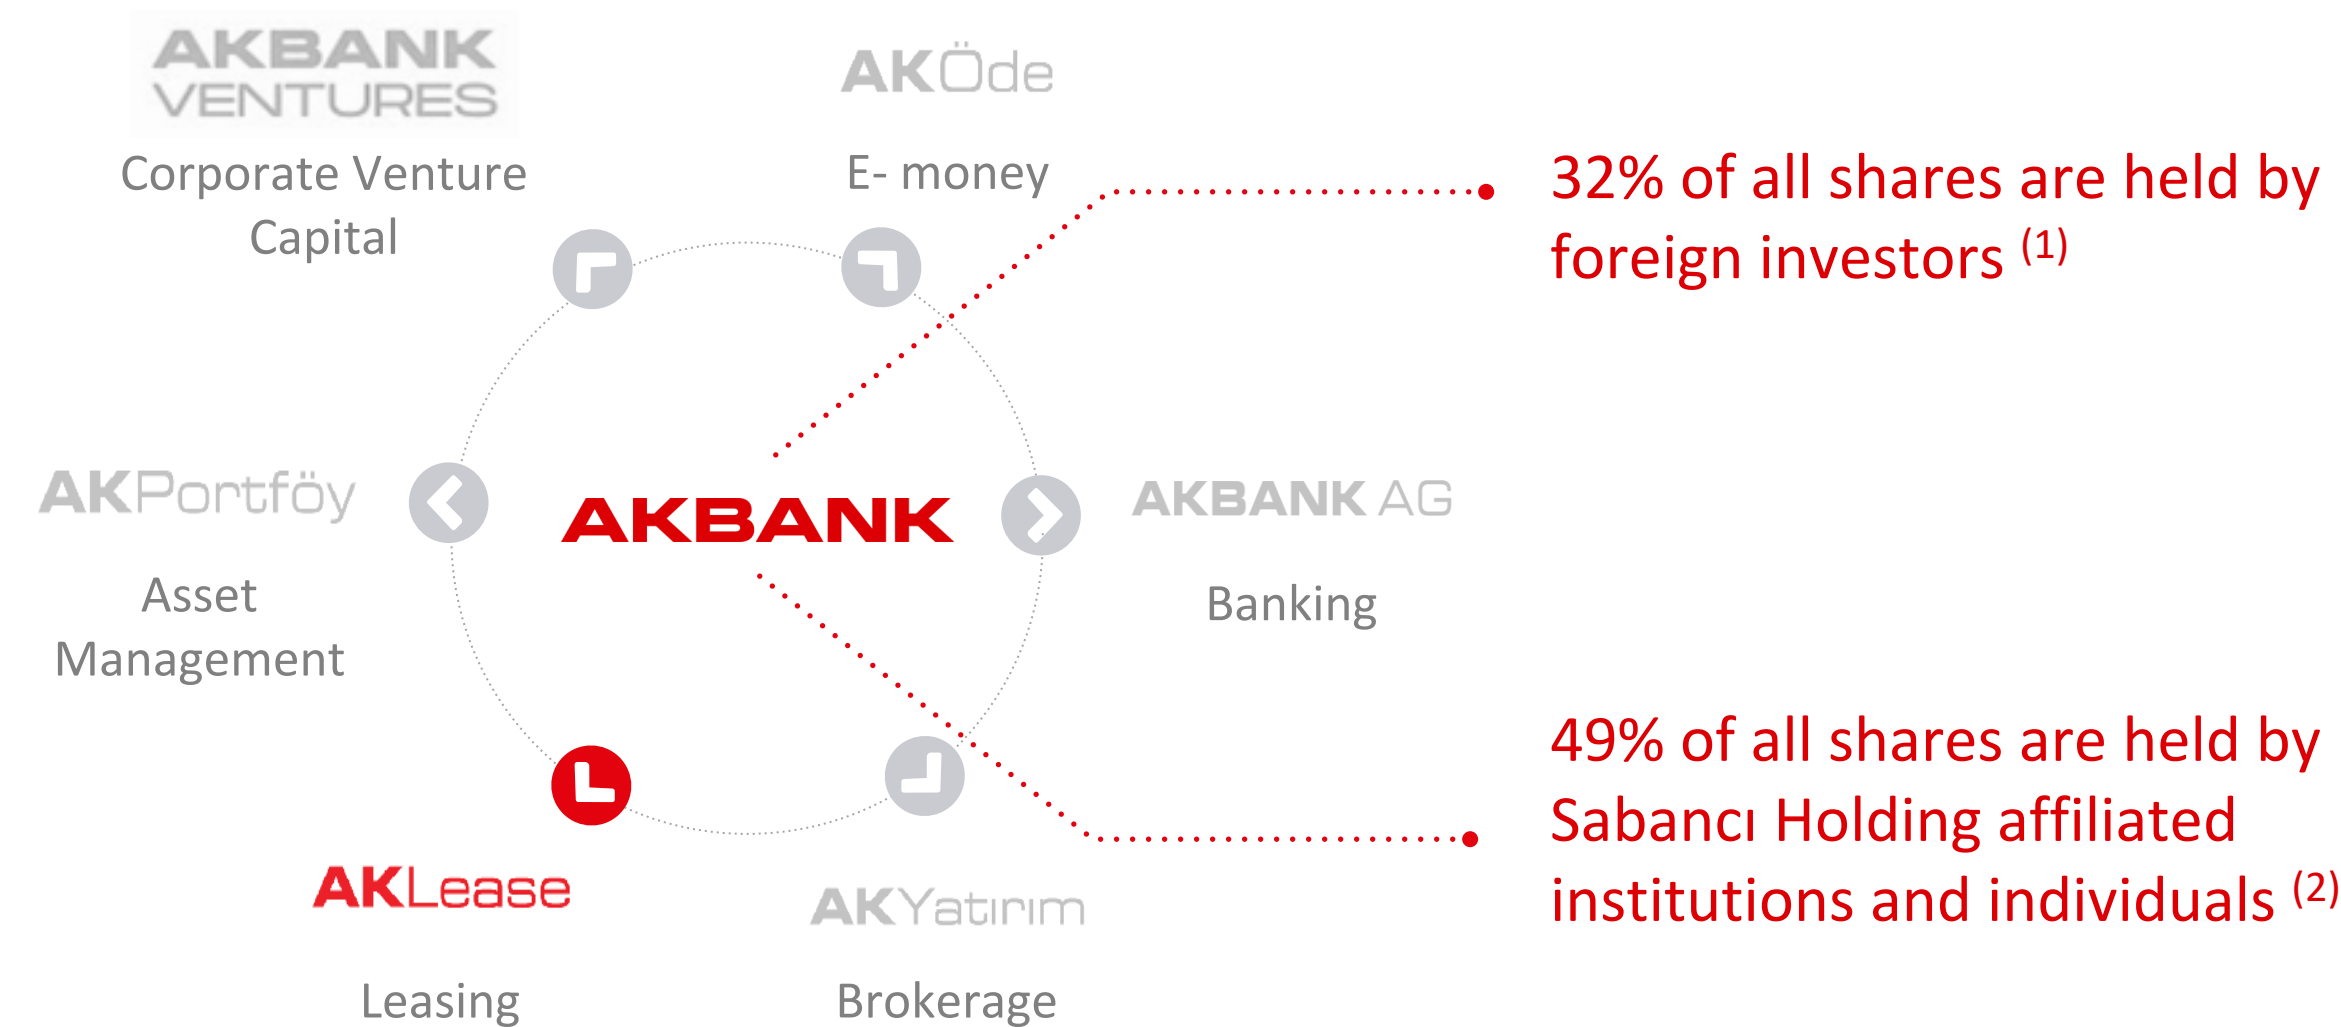 AKBANK
VENTURES
Corporate Venture
Capital
AKÖde
E- money
32% of all shares are held by
foreign investors (1)
AKPortföy
Asset
Management
AKBANK
AKBANK AG
Banking
49% of all shares are held by
Sabancı Holding affiliated
institutions and individuals (2)
AKLease
Leasing
AKYatırım
Brokerage